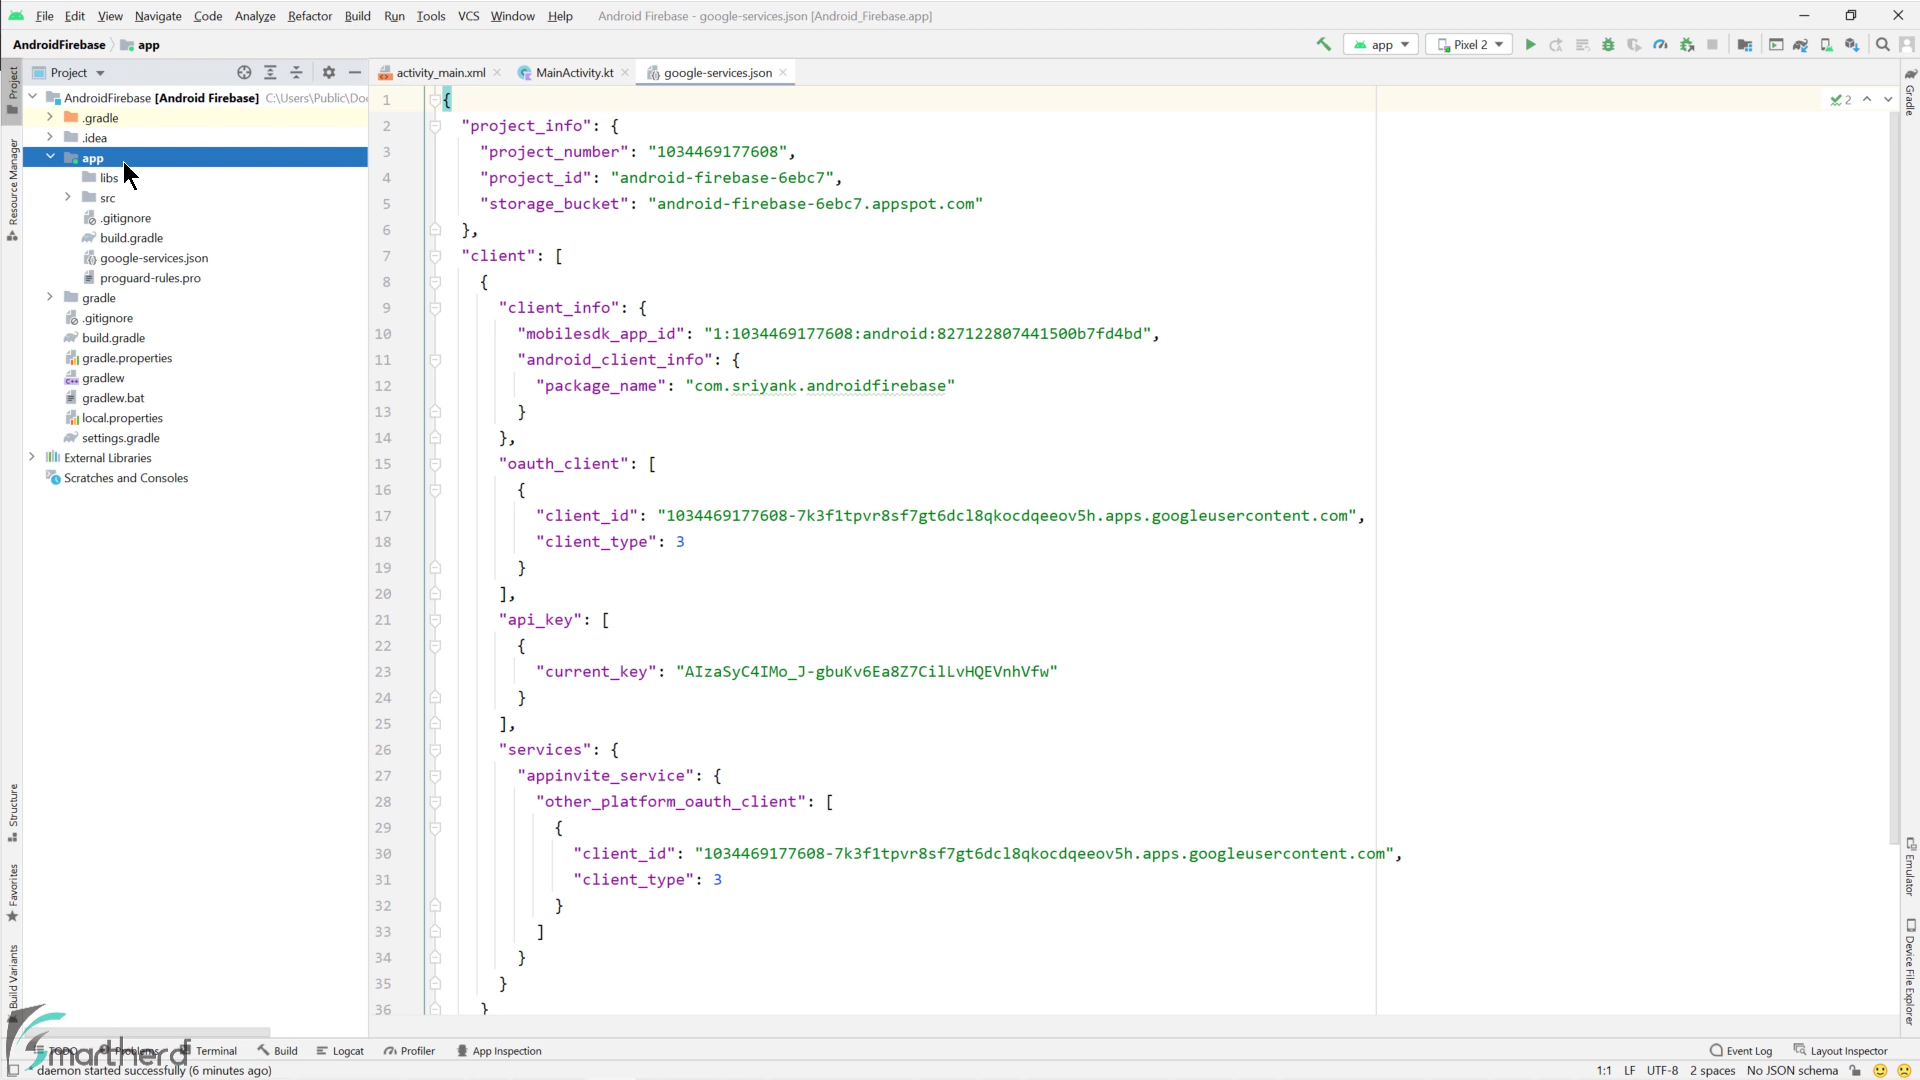 File Edit View Navigate Code Analyze Refactor Build Run Tools VCS Window Help Android Firebase - google-services.json [Android_Firebase.app]
AndroidFirebase app
app Pixel 2
Project
activity_main.xml MainActivity.kt google-services.json
AndroidFirebase [Android Firebase] C:\Users\Public\Do
.gradle
.idea
app
libs
src
.gitignore
build.gradle
google-services.json
proguard-rules.pro
gradle
.gitignore
build.gradle
gradle.properties
gradlew
gradlew.bat
local.properties
settings.gradle
External Libraries
Scratches and Consoles
2
1 {
2 "project_info": {
3 "project_number": "1034469177608",
4 "project_id": "android-firebase-6ebc7",
5 "storage_bucket": "android-firebase-6ebc7.appspot.com"
6 },
7 "client": [
8 {
9 "client_info": {
10 "mobilesdk_app_id": "1:1034469177608:android:827122807441500b7fd4bd",
11 "android_client_info": {
12 "package_name": "com.sriyank.androidfirebase"
13 }
14 },
15 "oauth_client": [
16 {
17 "client_id": "1034469177608-7k3f1tpvr8sf7gt6dcl8qkocdqeeov5h.apps.googleusercontent.com",
18 "client_type": 3
19 }
20 ],
21 "api_key": [
22 {
23 "current_key": "AIzaSyC4IMo_J-gbuKv6Ea8Z7CilLvHQEVnhVfw"
24 }
25 ],
26 "services": {
27 "appinvite_service": {
28 "other_platform_oauth_client": [
29 {
30 "client_id": "1034469177608-7k3f1tpvr8sf7gt6dcl8qkocdqeeov5h.apps.googleusercontent.com",
31 "client_type": 3
32 }
33 ]
34 }
35 }
36 }
Project
Resource Manager
Structure
Favorites
Build Variants
Gradle
Emulator
Device File Explorer
TODO Problems Terminal Build Logcat Profiler App Inspection Event Log Layout Inspector
Smartherd
daemon started successfully (6 minutes ago) 1:1 LF UTF-8 2 spaces No JSON schema